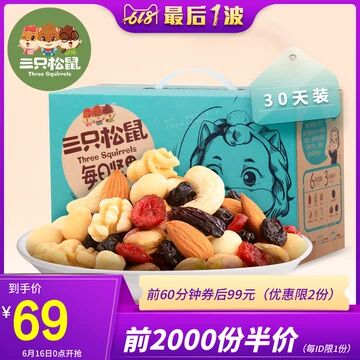 618 最后1波
三只松鼠
Three Squirrels
30天装
三只松鼠
Three Squirrels
每日坚果
前60分钟券后99元（优惠限2份）
¥69
6月16日0点开抢
前2000份半价（每ID限1份）